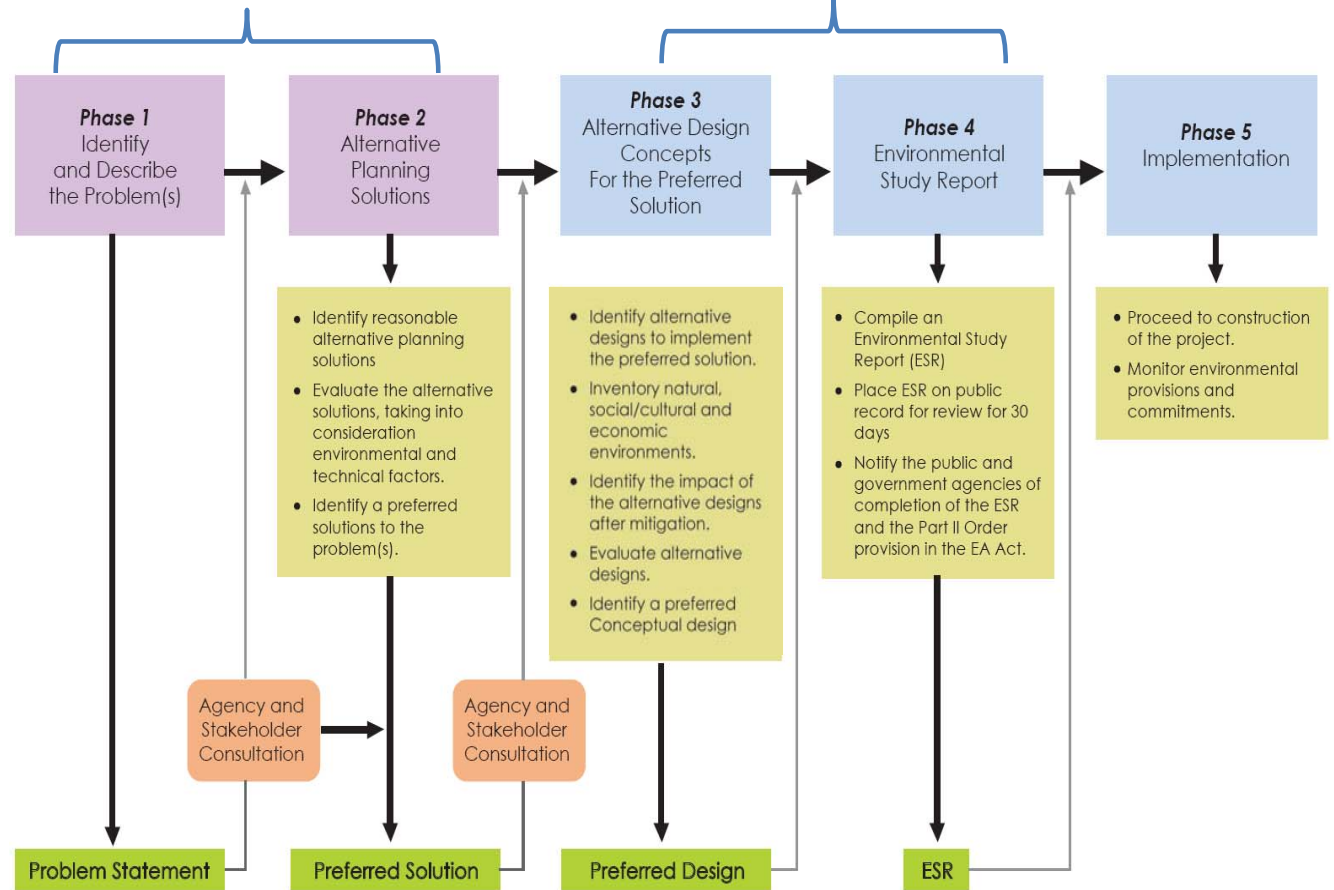 Phase 1
Identify
and Describe
the Problem(s)
Phase 2
Alternative
Planning
Solutions
Phase 3
Alternative Design
Concepts
For the Preferred
Solution
Phase 4
Environmental
Study Report
Phase 5
Implementation
• Identify reasonable
alternative planning
solutions
• Evaluate the alternative
solutions, taking into
consideration
environmental and
technical factors.
• Identify a preferred
solutions to the
problem(s).
• Identify alternative
designs to implement
the preferred solution.
• Inventory natural,
social/cultural and
economic
environments.
• Identify the impact of
the alternative designs
after mitigation.
• Evaluate alternative
designs.
• Identify a preferred
Conceptual design
• Compile an
Environmental Study
Report (ESR)
• Place ESR on public
record for review for 30
days
• Notify the public and
government agencies of
completion of the ESR
and the Part II Order
provision in the EA Act.
• Proceed to construction
of the project.
• Monitor environmental
provisions and
commitments.
Agency and
Stakeholder
Consultation
Agency and
Stakeholder
Consultation
Problem Statement
Preferred Solution
Preferred Design
ESR